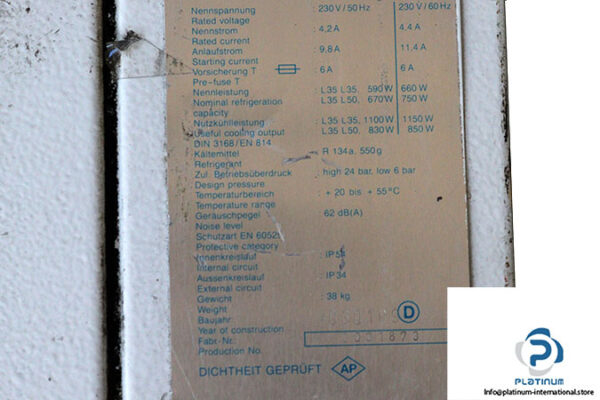 Nennspannung 230 V/50 Hz 230 V/60 Hz
Rated voltage
Nennstrom : 4,2 A 4.4 A
Rated current
Anlaufstrom : 9.8 A 11.4 A
Starting current
Vorsicherung T : 6 A 6 A
Pre-fuse T
Nennleistung : L35 L35, 590 W 660 W
Nominal refrigeration L35 L50, 670 W 750 W
capacity
Nutzkühlleistung : L35 L35, 1100 W 1150 W
Useful cooling output L35 L50, 830 W 850 W
DIN 3168/EN 814
Kältemittel : R 134a, 550g
Refrigerant
Zul. Betriebsüberdruck : high 24 bar, low 6 bar
Design pressure
Temperaturbereich : + 20 bis + 55°C
Temperature range
Geräuschpegel : 62 dB(A)
Noise level
Schutzart EN 60529
Protective category
Innenkreislauf : IP 54
Internal circuit
Aussenkreislauf : IP 34
External circuit
Gewicht : 38 kg
Weight
Baujahr: D
Year of construction
Fabr-Nr.:
Production No.
DICHTHEIT GEPRÜFT AP
PLATINUM
Info@platinum-international.store